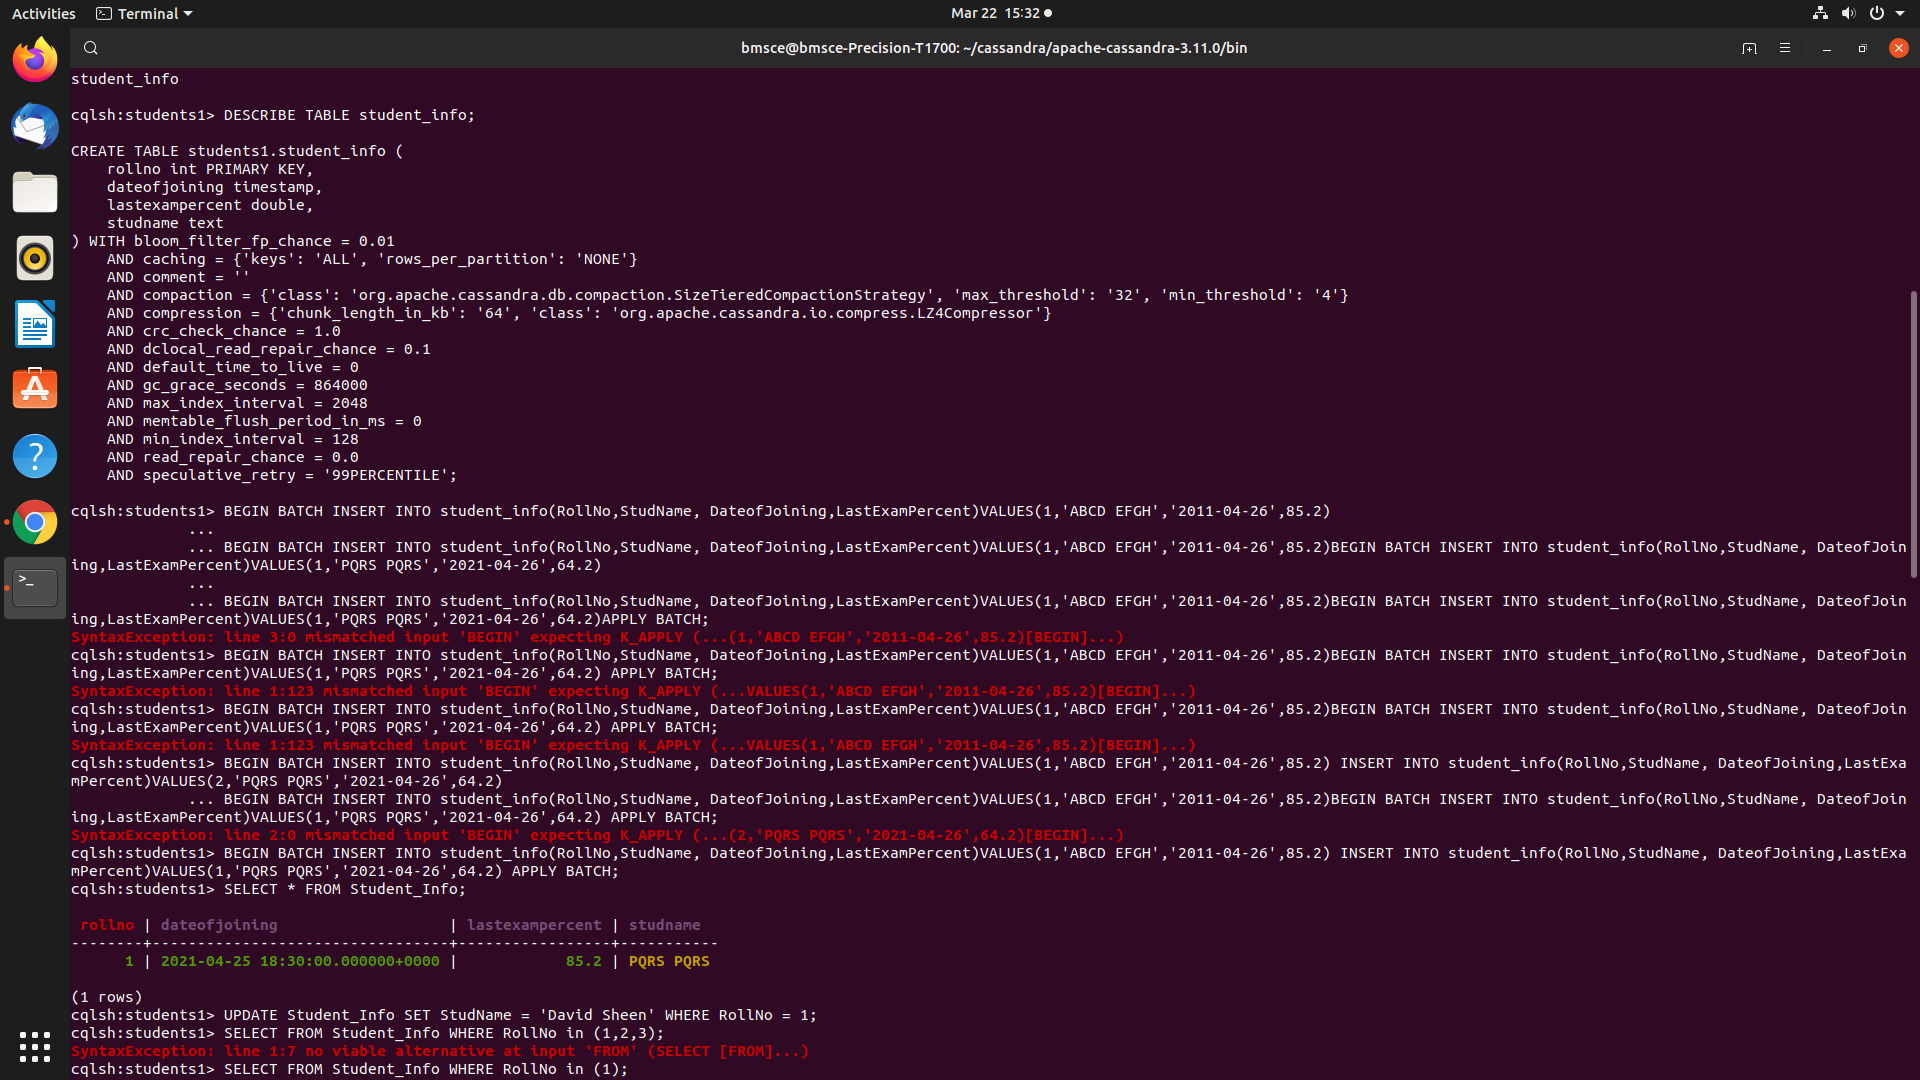 Activities
Terminal
Mar 22 15:32
bmsce@bmsce-Precision-T1700: ~/cassandra/apache-cassandra-3.11.0/bin
student_info
cqlsh:students1> DESCRIBE TABLE student_info;
CREATE TABLE students1.student_info (
    rollno int PRIMARY KEY,
    dateofjoining timestamp,
    lastexampercent double,
    studname text
) WITH bloom_filter_fp_chance = 0.01
    AND caching = {'keys': 'ALL', 'rows_per_partition': 'NONE'}
    AND comment = ''
    AND compaction = {'class': 'org.apache.cassandra.db.compaction.SizeTieredCompactionStrategy', 'max_threshold': '32', 'min_threshold': '4'}
    AND compression = {'chunk_length_in_kb': '64', 'class': 'org.apache.cassandra.io.compress.LZ4Compressor'}
    AND crc_check_chance = 1.0
    AND dclocal_read_repair_chance = 0.1
    AND default_time_to_live = 0
    AND gc_grace_seconds = 864000
    AND max_index_interval = 2048
    AND memtable_flush_period_in_ms = 0
    AND min_index_interval = 128
    AND read_repair_chance = 0.0
    AND speculative_retry = '99PERCENTILE';
cqlsh:students1> BEGIN BATCH INSERT INTO student_info(RollNo,StudName, DateofJoining,LastExamPercent)VALUES(1,'ABCD EFGH','2011-04-26',85.2)
             ...
             ... BEGIN BATCH INSERT INTO student_info(RollNo,StudName, DateofJoining,LastExamPercent)VALUES(1,'ABCD EFGH','2011-04-26',85.2)BEGIN BATCH INSERT INTO student_info(RollNo,StudName, DateofJoin
ing,LastExamPercent)VALUES(1,'PQRS PQRS','2021-04-26',64.2)
             ...
             ... BEGIN BATCH INSERT INTO student_info(RollNo,StudName, DateofJoining,LastExamPercent)VALUES(1,'ABCD EFGH','2011-04-26',85.2)BEGIN BATCH INSERT INTO student_info(RollNo,StudName, DateofJoin
ing,LastExamPercent)VALUES(1,'PQRS PQRS','2021-04-26',64.2)APPLY BATCH;
SyntaxException: line 3:0 mismatched input 'BEGIN' expecting K_APPLY (...(1,'ABCD EFGH','2011-04-26',85.2)[BEGIN]...)
cqlsh:students1> BEGIN BATCH INSERT INTO student_info(RollNo,StudName, DateofJoining,LastExamPercent)VALUES(1,'ABCD EFGH','2011-04-26',85.2)BEGIN BATCH INSERT INTO student_info(RollNo,StudName, DateofJoin
ing,LastExamPercent)VALUES(1,'PQRS PQRS','2021-04-26',64.2) APPLY BATCH;
SyntaxException: line 1:123 mismatched input 'BEGIN' expecting K_APPLY (...VALUES(1,'ABCD EFGH','2011-04-26',85.2)[BEGIN]...)
cqlsh:students1> BEGIN BATCH INSERT INTO student_info(RollNo,StudName, DateofJoining,LastExamPercent)VALUES(1,'ABCD EFGH','2011-04-26',85.2)BEGIN BATCH INSERT INTO student_info(RollNo,StudName, DateofJoin
ing,LastExamPercent)VALUES(1,'PQRS PQRS','2021-04-26',64.2) APPLY BATCH;
SyntaxException: line 1:123 mismatched input 'BEGIN' expecting K_APPLY (...VALUES(1,'ABCD EFGH','2011-04-26',85.2)[BEGIN]...)
cqlsh:students1> BEGIN BATCH INSERT INTO student_info(RollNo,StudName, DateofJoining,LastExamPercent)VALUES(1,'ABCD EFGH','2011-04-26',85.2) INSERT INTO student_info(RollNo,StudName, DateofJoining,LastExa
mPercent)VALUES(2,'PQRS PQRS','2021-04-26',64.2)
             ... BEGIN BATCH INSERT INTO student_info(RollNo,StudName, DateofJoining,LastExamPercent)VALUES(1,'ABCD EFGH','2011-04-26',85.2)BEGIN BATCH INSERT INTO student_info(RollNo,StudName, DateofJoin
ing,LastExamPercent)VALUES(1,'PQRS PQRS','2021-04-26',64.2) APPLY BATCH;
SyntaxException: line 2:0 mismatched input 'BEGIN' expecting K_APPLY (...(2,'PQRS PQRS','2021-04-26',64.2)[BEGIN]...)
cqlsh:students1> BEGIN BATCH INSERT INTO student_info(RollNo,StudName, DateofJoining,LastExamPercent)VALUES(1,'ABCD EFGH','2011-04-26',85.2) INSERT INTO student_info(RollNo,StudName, DateofJoining,LastExa
mPercent)VALUES(1,'PQRS PQRS','2021-04-26',64.2) APPLY BATCH;
cqlsh:students1> SELECT * FROM Student_Info;
 rollno | dateofjoining                   | lastexampercent | studname
--------+---------------------------------+-----------------+-----------
      1 | 2021-04-25 18:30:00.000000+0000 |            85.2 | PQRS PQRS
(1 rows)
cqlsh:students1> UPDATE Student_Info SET StudName = 'David Sheen' WHERE RollNo = 1;
cqlsh:students1> SELECT FROM Student_Info WHERE RollNo in (1,2,3);
SyntaxException: line 1:7 no viable alternative at input 'FROM' (SELECT [FROM]...)
cqlsh:students1> SELECT FROM Student_Info WHERE RollNo in (1);